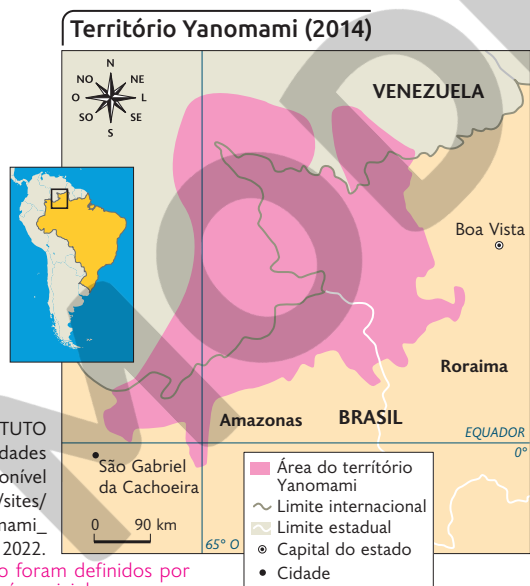 Território Yanomami (2014)
N
NO NE
O L
SO SE
S
VENEZUELA
Boa Vista
Roraima
Amazonas BRASIL
EQUADOR
0°
São Gabriel
da Cachoeira
0 90 km
65° O
Área do território
Yanomami
Limite internacional
Limite estadual
Capital do estado
Cidade
TUTO
dades
onível
/sites/
mami_
2022.
o foram definidos por